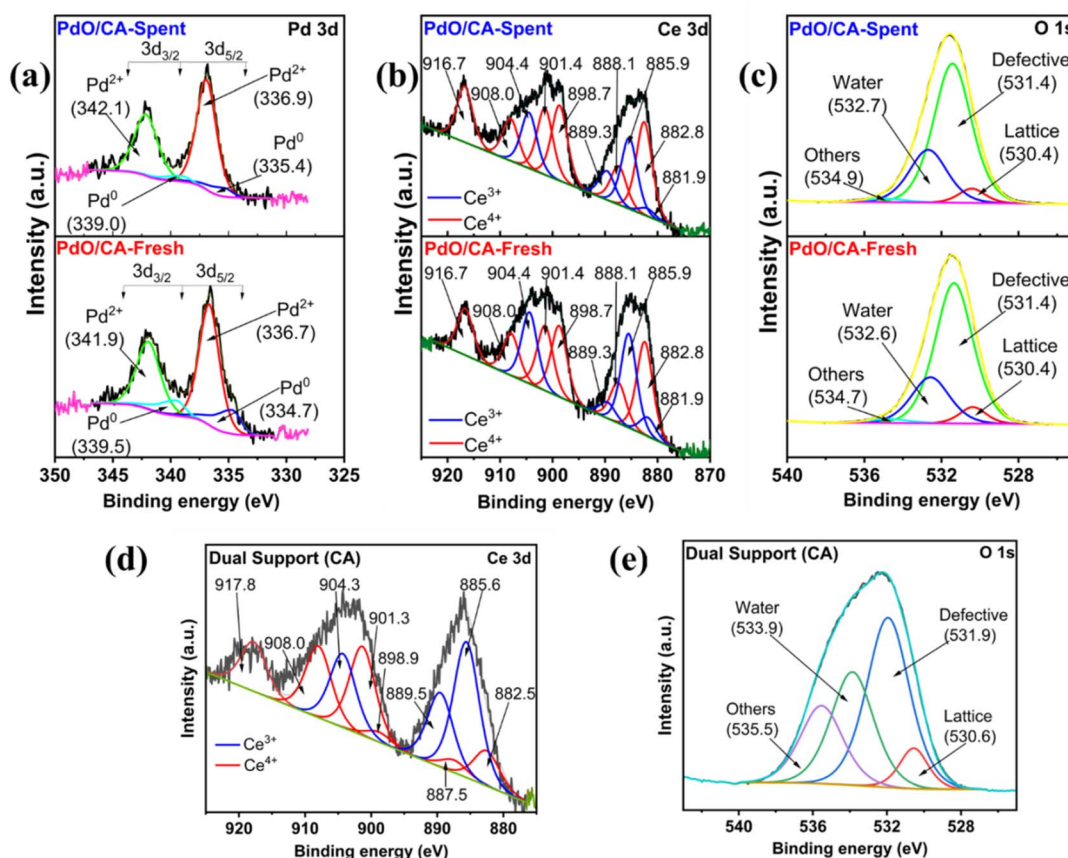 (a)
PdO/CA-Spent
Pd 3d
3d3/2
3d5/2
Pd2+
(342.1)
Pd2+
(336.9)
Pd0
(335.4)
Pd0
(339.0)
PdO/CA-Fresh
3d3/2
3d5/2
Pd2+
(341.9)
Pd2+
(336.7)
Pd0
(334.7)
Pd0
(339.5)
Intensity (a.u.)
350 345 340 335 330 325
Binding energy (eV)
(b)
PdO/CA-Spent
Ce 3d
916.7
904.4
901.4
888.1
885.9
908.0
898.7
889.3
882.8
881.9
Ce3+
Ce4+
PdO/CA-Fresh
916.7
904.4
901.4
888.1
885.9
908.0
898.7
889.3
882.8
881.9
Ce3+
Ce4+
Intensity (a.u.)
920 910 900 890 880 870
Binding energy (eV)
(c)
PdO/CA-Spent
O 1s
Water
(532.7)
Defective
(531.4)
Others
(534.9)
Lattice
(530.4)
PdO/CA-Fresh
Defective
(531.4)
Water
(532.6)
Others
(534.7)
Lattice
(530.4)
Intensity (a.u.)
540 535 530 525
Binding energy (eV)
(d)
Dual Support (CA)
Ce 3d
917.8
904.3
885.6
908.0
901.3
898.9
889.5
882.5
887.5
Ce3+
Ce4+
Intensity (a.u.)
920 910 900 890 880
Binding energy (eV)
(e)
Dual Support (CA)
O 1s
Water
(533.9)
Defective
(531.9)
Others
(535.5)
Lattice
(530.6)
Intensity (a.u.)
540 536 532 528
Binding energy (eV)